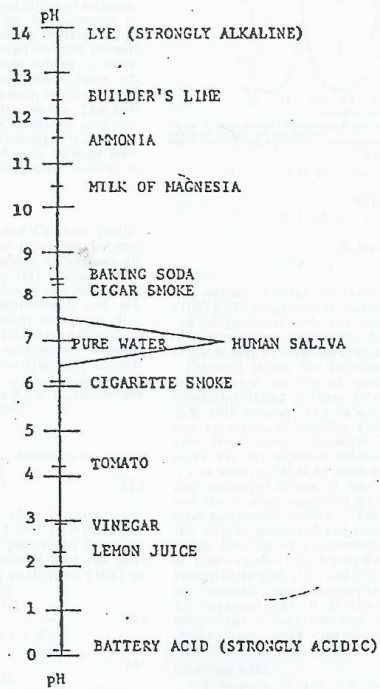 pH
14 LYE (STRONGLY ALKALINE)
13
BUILDER'S LIME
12
AMMONIA
11
MILK OF MAGNESIA
10
9
BAKING SODA
CIGAR SMOKE
8
7 PURE WATER HUMAN SALIVA
6 CIGARETTE SMOKE
5
TOMATO
4
3
VINEGAR
LEMON JUICE
2
1
0 BATTERY ACID (STRONGLY ACIDIC)
pH